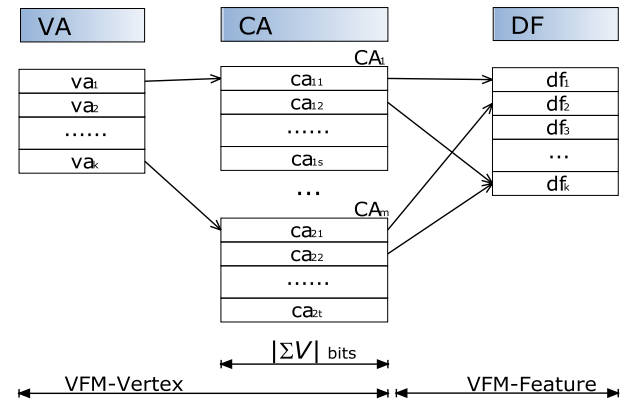 VA CA DF
CA₁
va₁ ca₁₁ df₁
va₂ ca₁₂ df₂
...... ...... df₃
vaₖ ca₁ₛ ...
... dfₖ
CAₘ
ca₂₁
ca₂₂
......
ca₂ₜ
|ΣV| bits
VFM-Vertex VFM-Feature